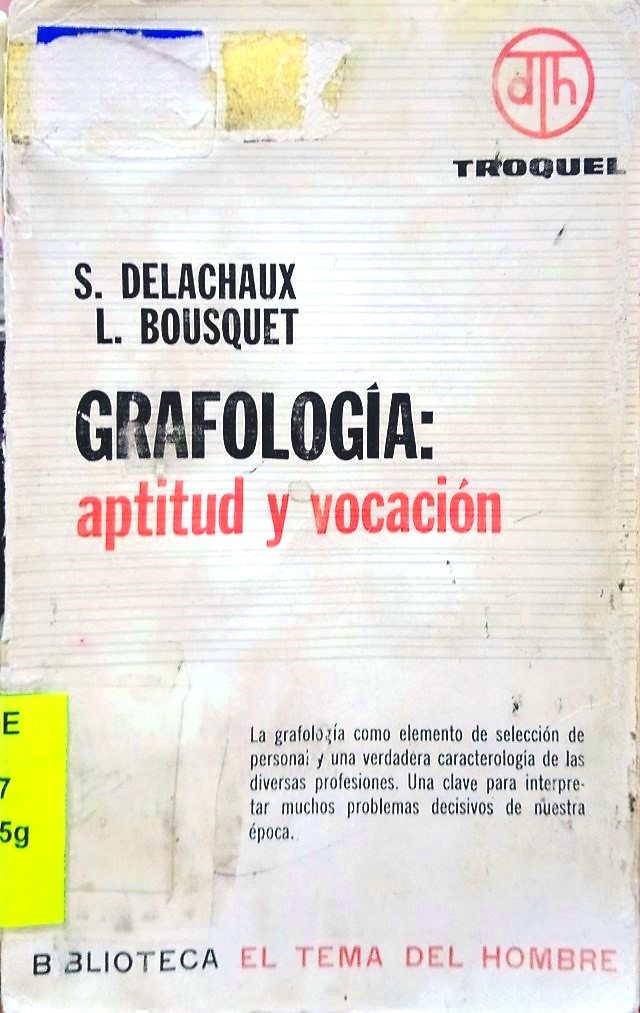 dTh
TROQUEL
S. DELACHAUX
L. BOUSQUET
GRAFOLOGÍA:
aptitud y vocación
E
7
5g
La grafología como elemento de selección de
personal y una verdadera caracterología de las
diversas profesiones. Una clave para interpre-
tar muchos problemas decisivos de nuestra
época.
BIBLIOTECA EL TEMA DEL HOMBRE